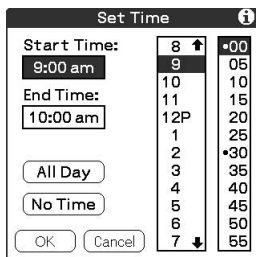 Set Time
i
Start Time:
9:00 am
End Time:
10:00 am
All Day
No Time
OK
Cancel
8
9
10
11
12P
1
2
3
4
5
6
7
•00
05
10
15
20
25
•30
35
40
45
50
55